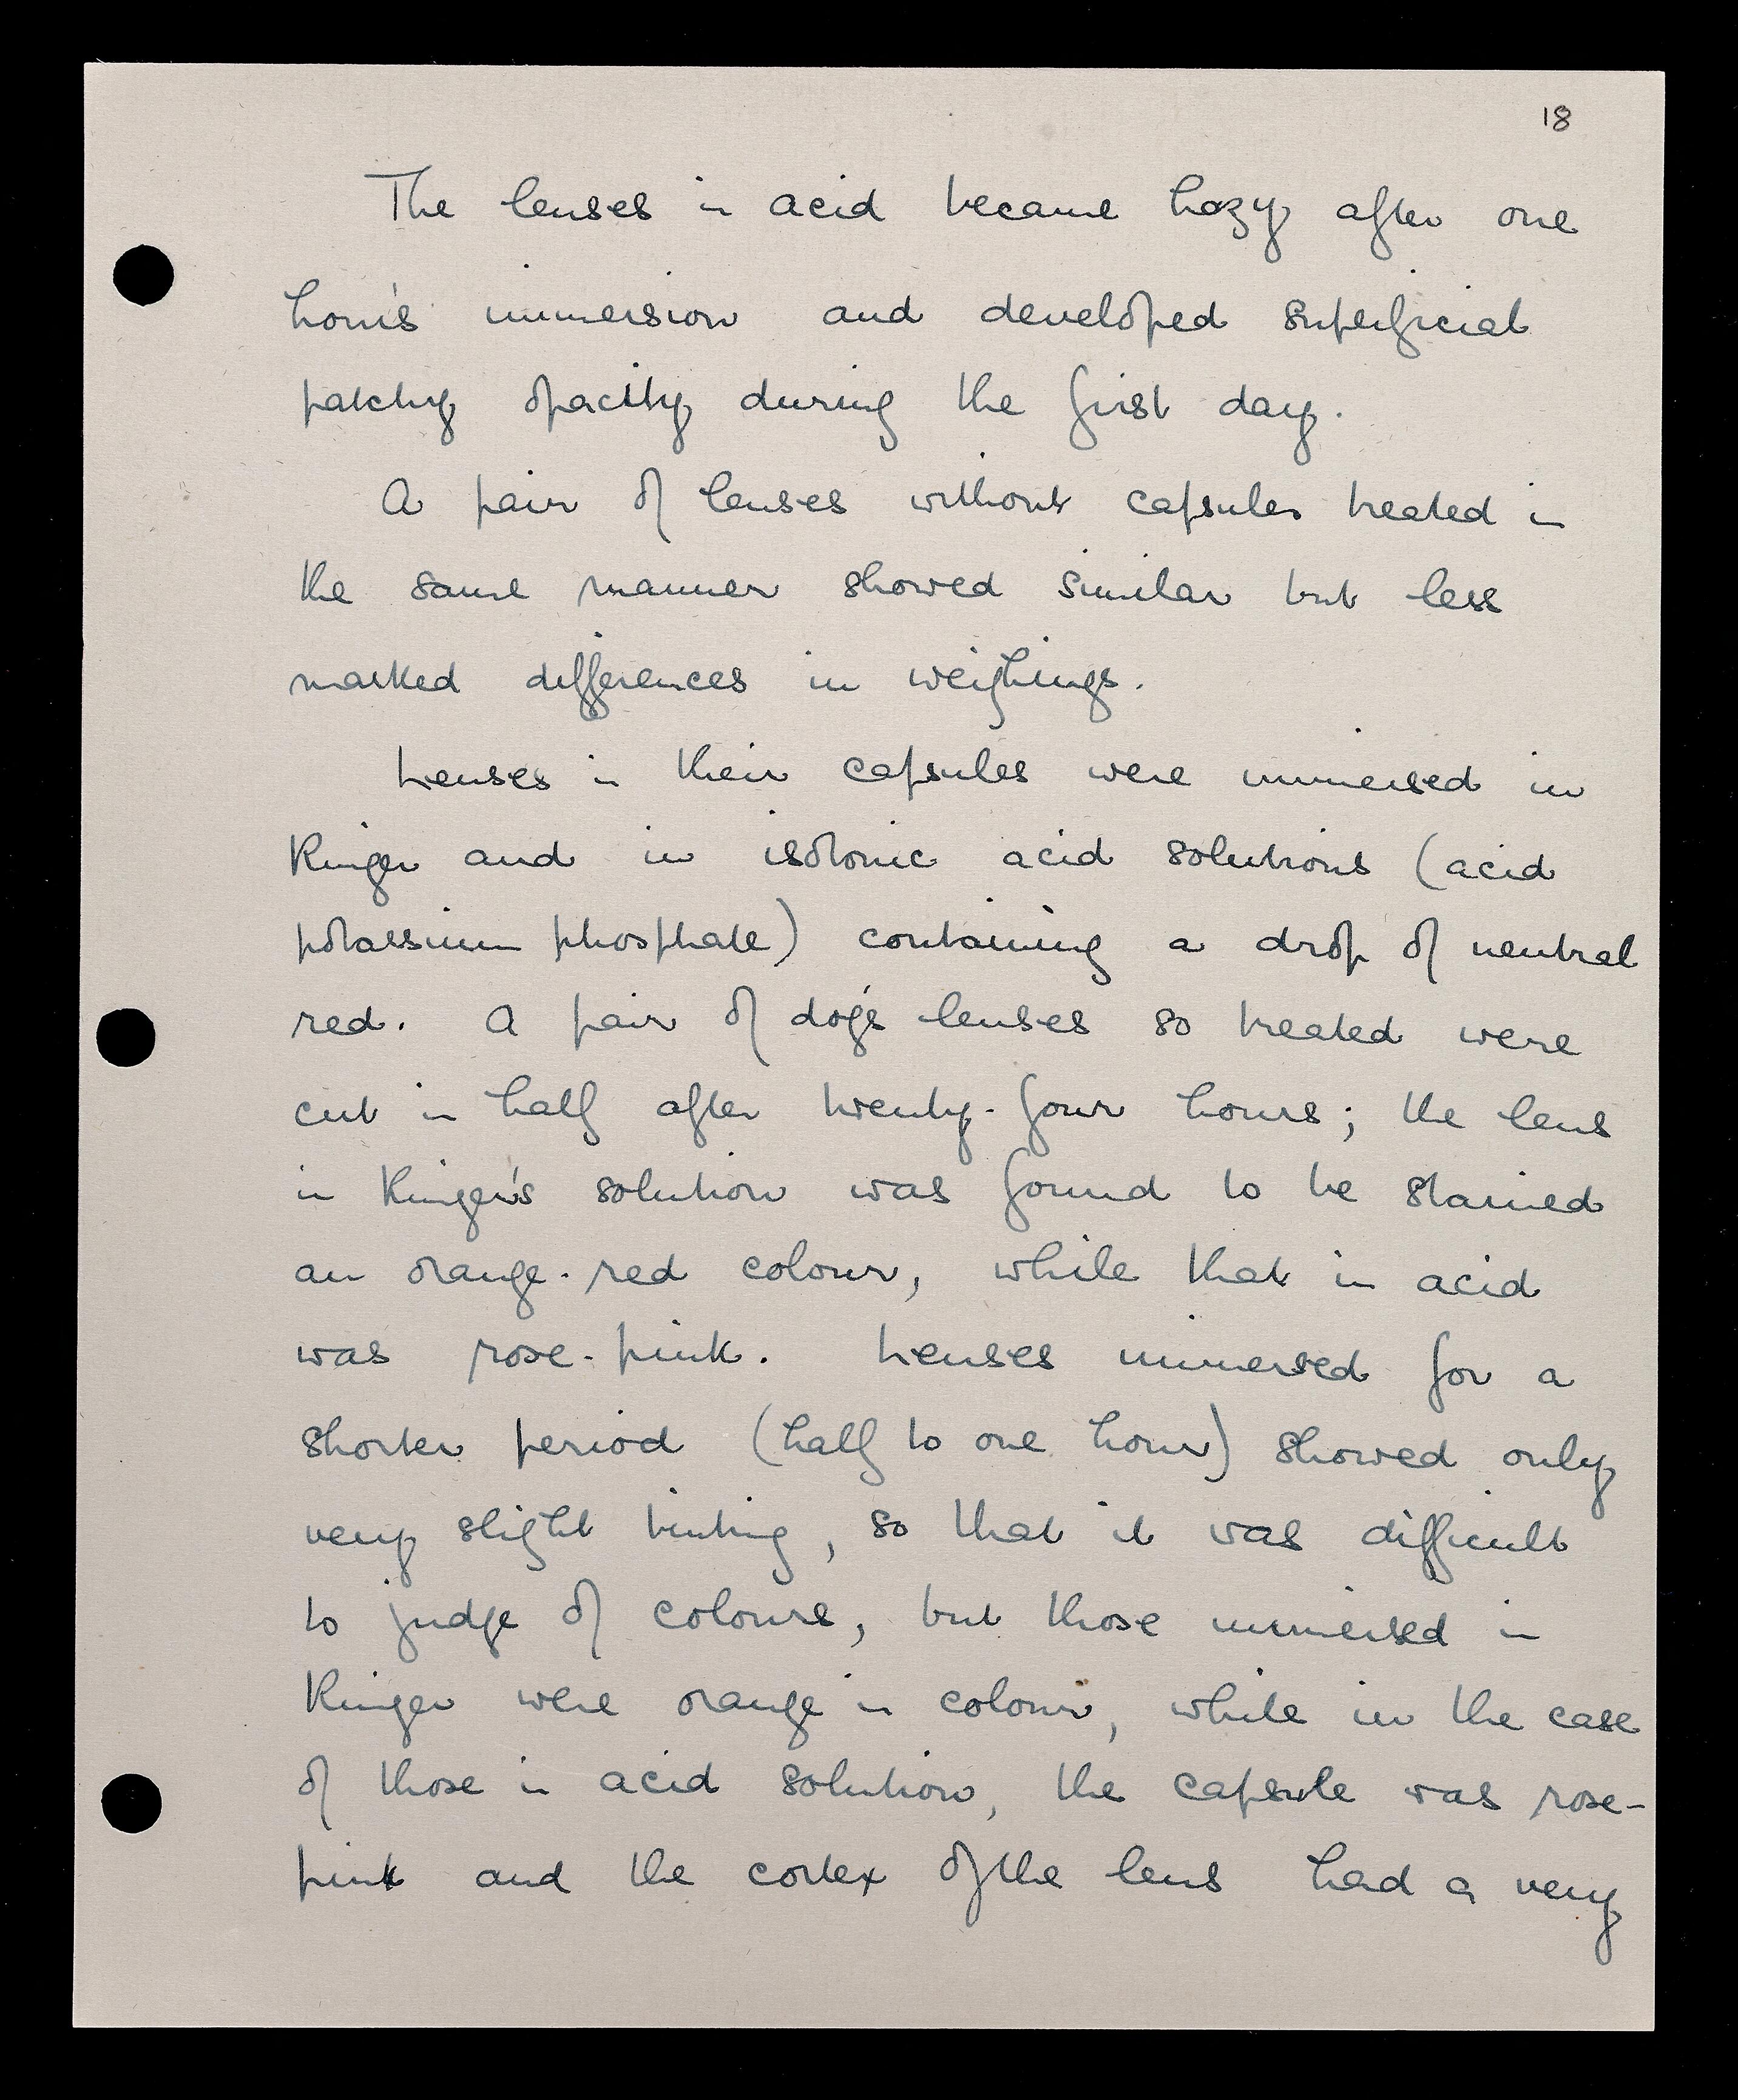 18
The lenses in acid became hazy after one
hour's immersion and developed superficial
patchy opacity during the first day.
A pair of lenses without capsules treated in
the same manner showed similar but less
marked differences in weighings.
Lenses in their capsules were immersed in
Ringer and in isotonic acid solutions (acid
potassium phosphate) containing a drop of neutral
red. A pair of dog's lenses so treated were
cut in half after twenty-four hours; the lens
in Ringer's solution was found to be stained
an orange-red colour, while that in acid
was rose-pink. Lenses immersed for a
shorter period (half to one hour) showed only
very slight tinting, so that it was difficult
to judge of colours, but those immersed in
Ringer were orange in colour, while in the case
of those in acid solution, the capsule was rose-
pink and the cortex of the lens had a very